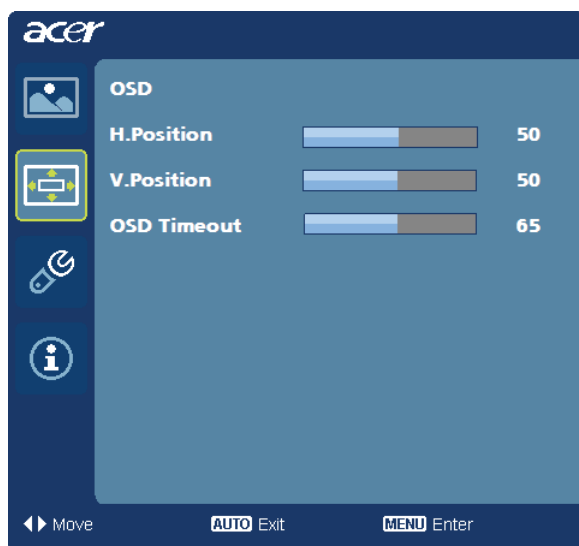 acer
OSD
H.Position 50
V.Position 50
OSD Timeout 65
Move AUTO Exit MENU Enter